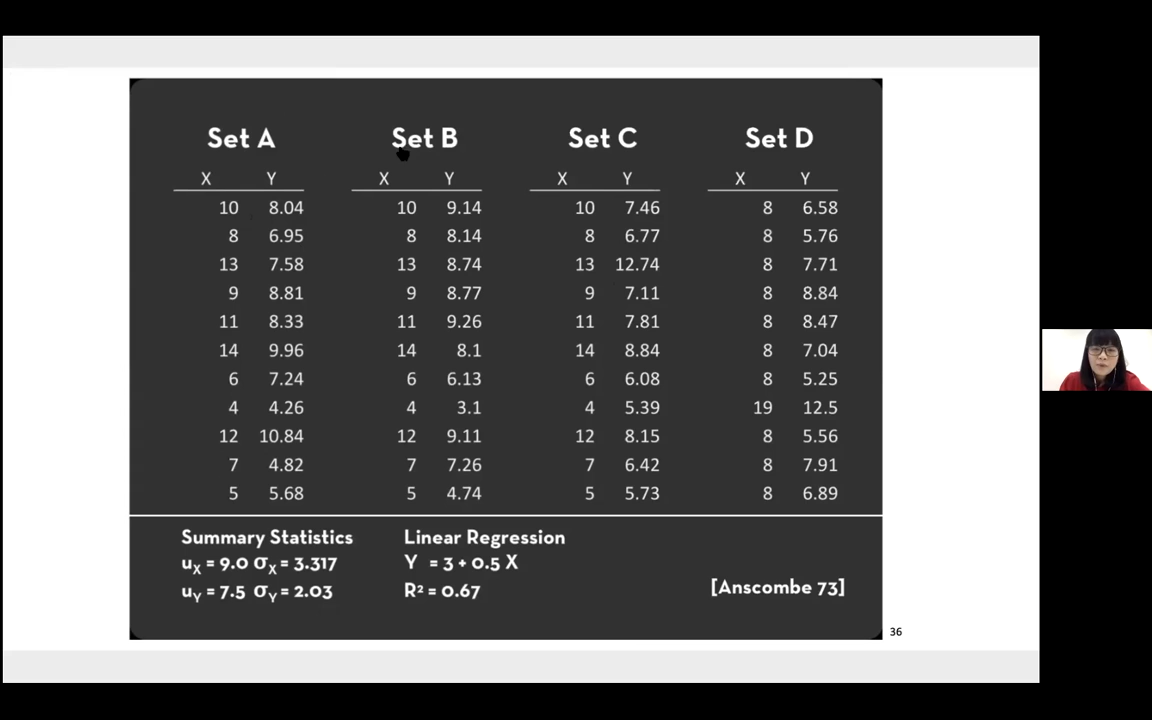 Set A Set B Set C Set D
X Y X Y X Y X Y
10 8.04 10 9.14 10 7.46 8 6.58
8 6.95 8 8.14 8 6.77 8 5.76
13 7.58 13 8.74 13 12.74 8 7.71
9 8.81 9 8.77 9 7.11 8 8.84
11 8.33 11 9.26 11 7.81 8 8.47
14 9.96 14 8.1 14 8.84 8 7.04
6 7.24 6 6.13 6 6.08 8 5.25
4 4.26 4 3.1 4 5.39 19 12.5
12 10.84 12 9.11 12 8.15 8 5.56
7 4.82 7 7.26 7 6.42 8 7.91
5 5.68 5 4.74 5 5.73 8 6.89
Summary Statistics
uX = 9.0 σX = 3.317
uY = 7.5 σY = 2.03
Linear Regression
Y = 3 + 0.5 X
R² = 0.67
[Anscombe 73]
36